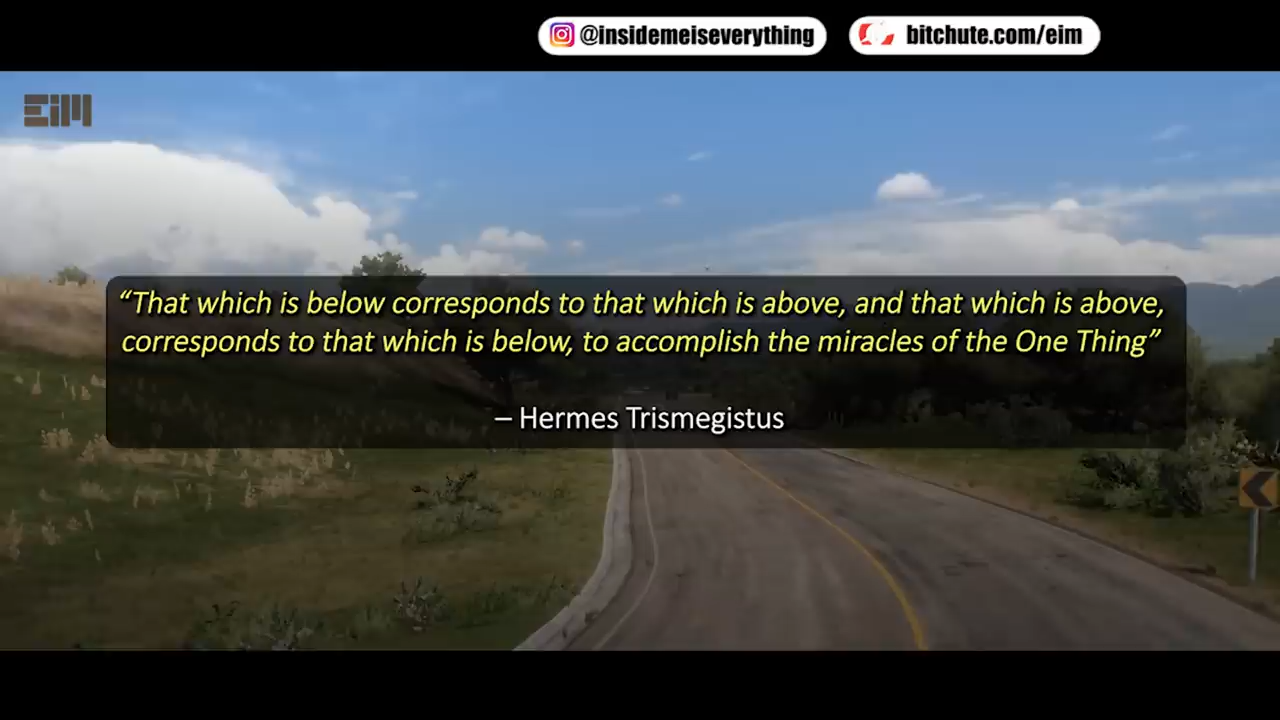 @insidemeiseverything
bitchute.com/eim
EiM
“That which is below corresponds to that which is above, and that which is above,
corresponds to that which is below, to accomplish the miracles of the One Thing”
– Hermes Trismegistus